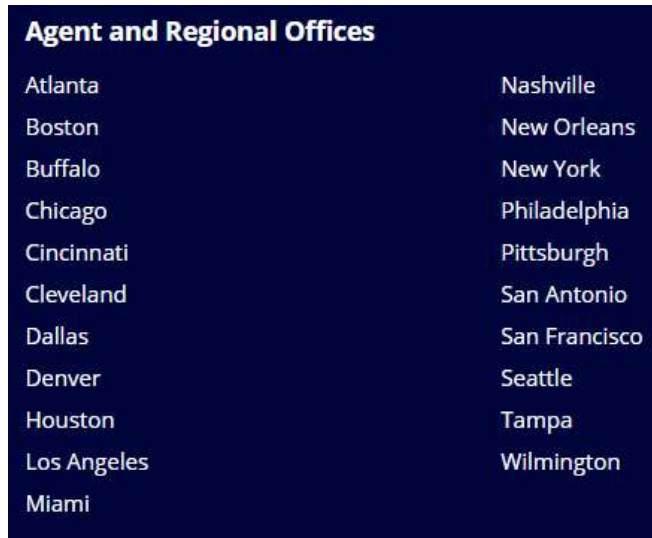 Agent and Regional Offices
Atlanta
Boston
Buffalo
Chicago
Cincinnati
Cleveland
Dallas
Denver
Houston
Los Angeles
Miami
Nashville
New Orleans
New York
Philadelphia
Pittsburgh
San Antonio
San Francisco
Seattle
Tampa
Wilmington